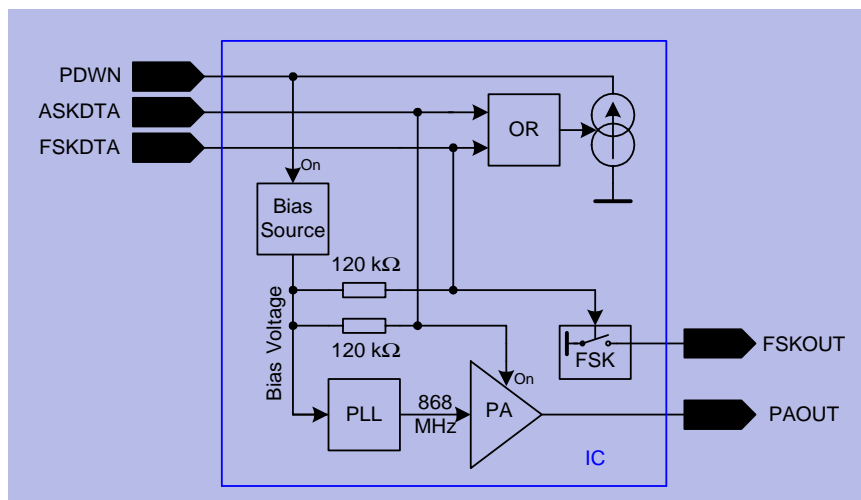 PDWN
ASKDTA
FSKDTA
On
OR
Bias
Source
120 kΩ
120 kΩ
Bias Voltage
FSK
FSKOUT
On
PLL
868
MHz
PA
PAOUT
IC